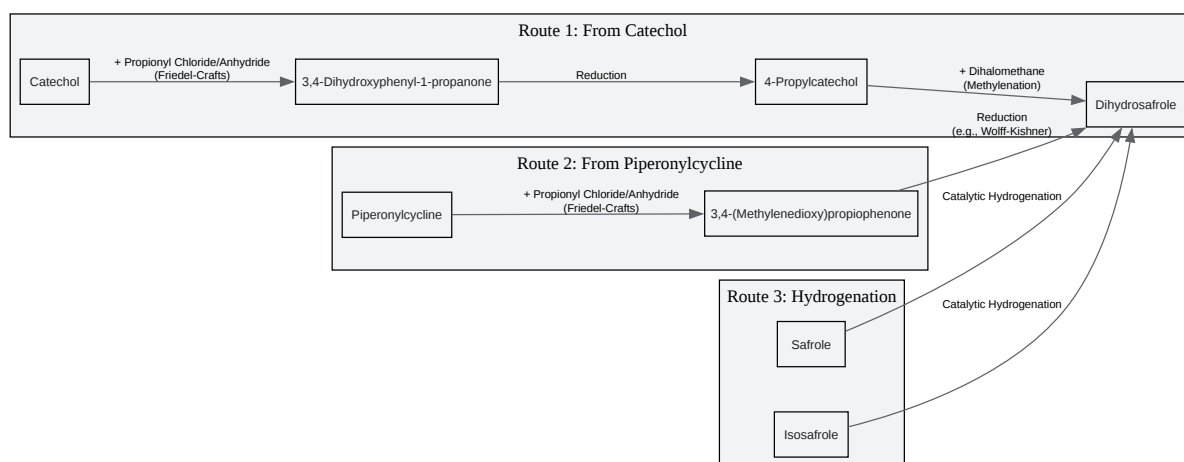 Route 1: From Catechol
Catechol
+ Propionyl Chloride/Anhydride
(Friedel-Crafts)
3,4-Dihydroxyphenyl-1-propanone
Reduction
4-Propylcatechol
+ Dihalomethane
(Methylenation)
Dihydrosafrole
Reduction
(e.g., Wolff-Kishner)
Route 2: From Piperonylcycline
Piperonylcycline
+ Propionyl Chloride/Anhydride
(Friedel-Crafts)
3,4-(Methylenedioxy)propiophenone
Catalytic Hydrogenation
Route 3: Hydrogenation
Safrole
Catalytic Hydrogenation
Isosafrole